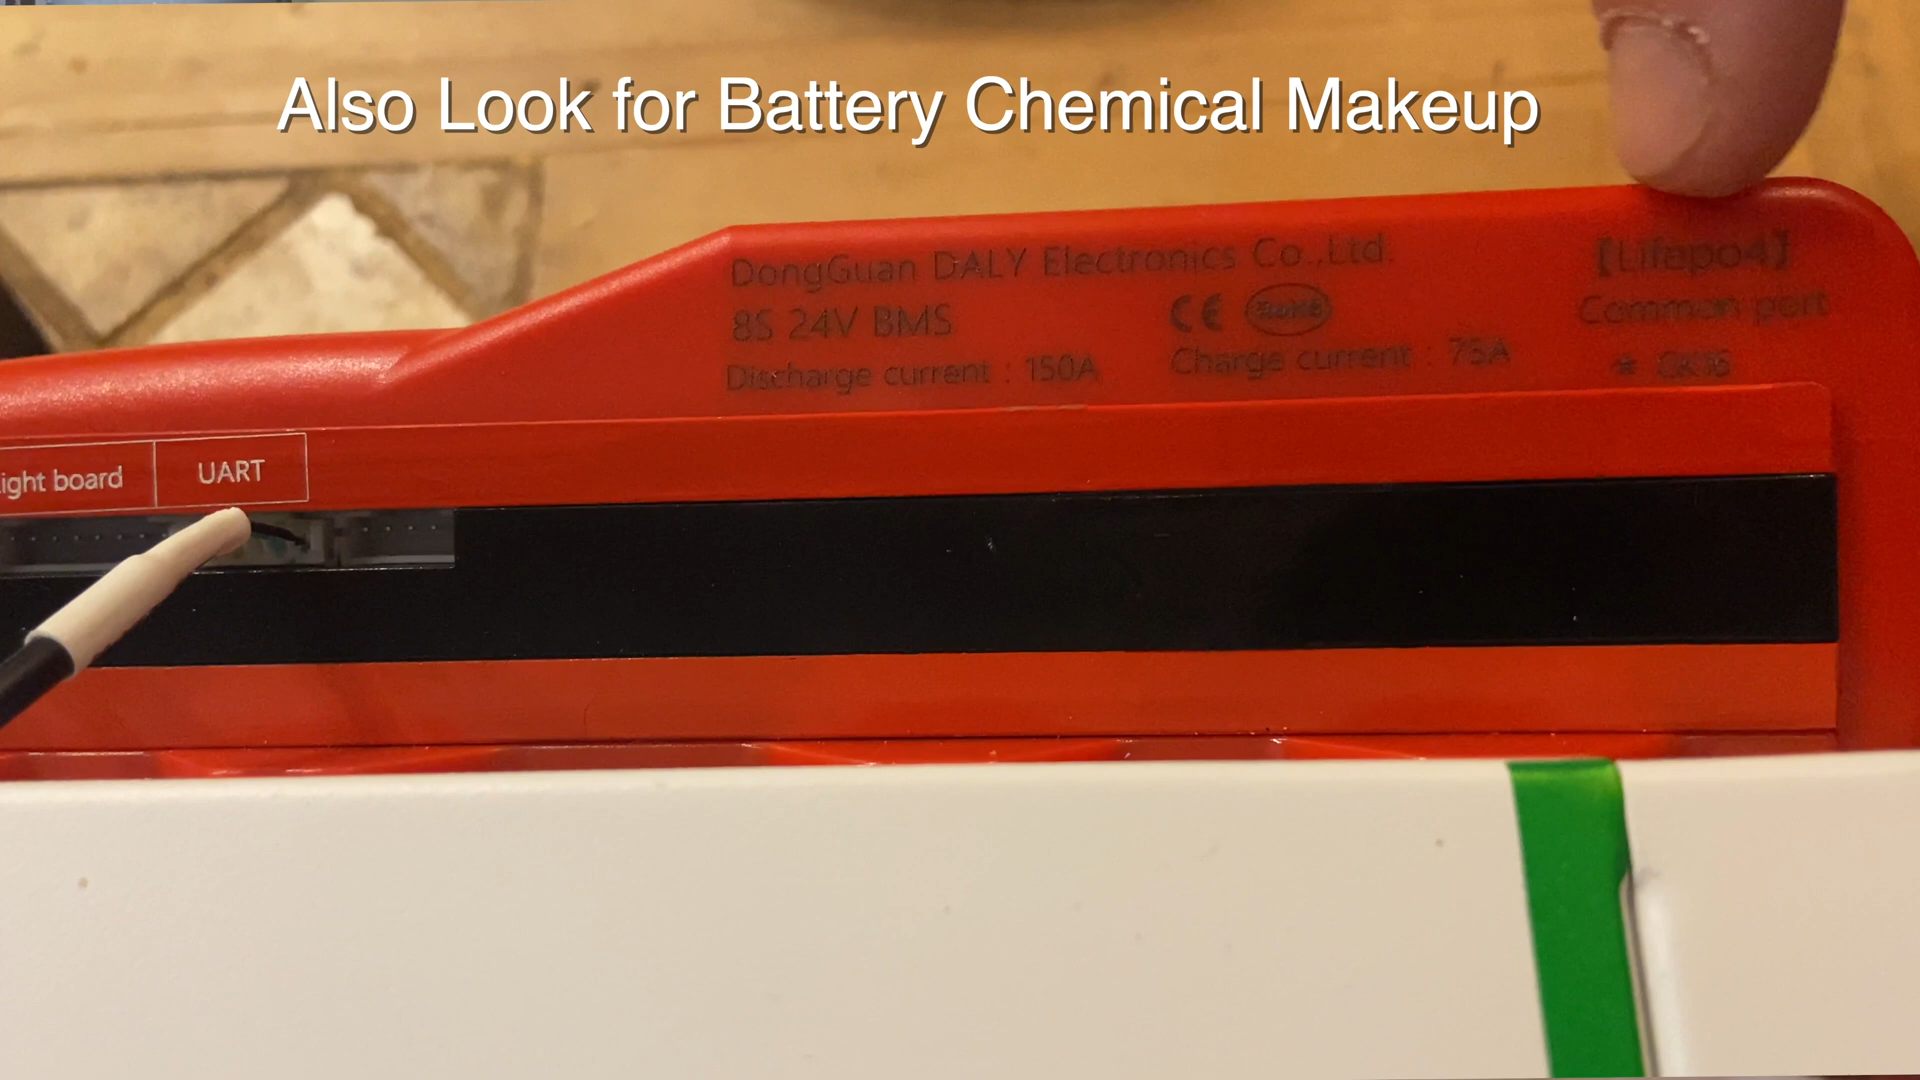 Also Look for Battery Chemical Makeup
DongGuan DALY Electronics Co.,Ltd.
【Lifepo4】
8S 24V BMS
CE RoHS
Common port
Discharge current : 150A
Charge current : 75A
ight board
UART